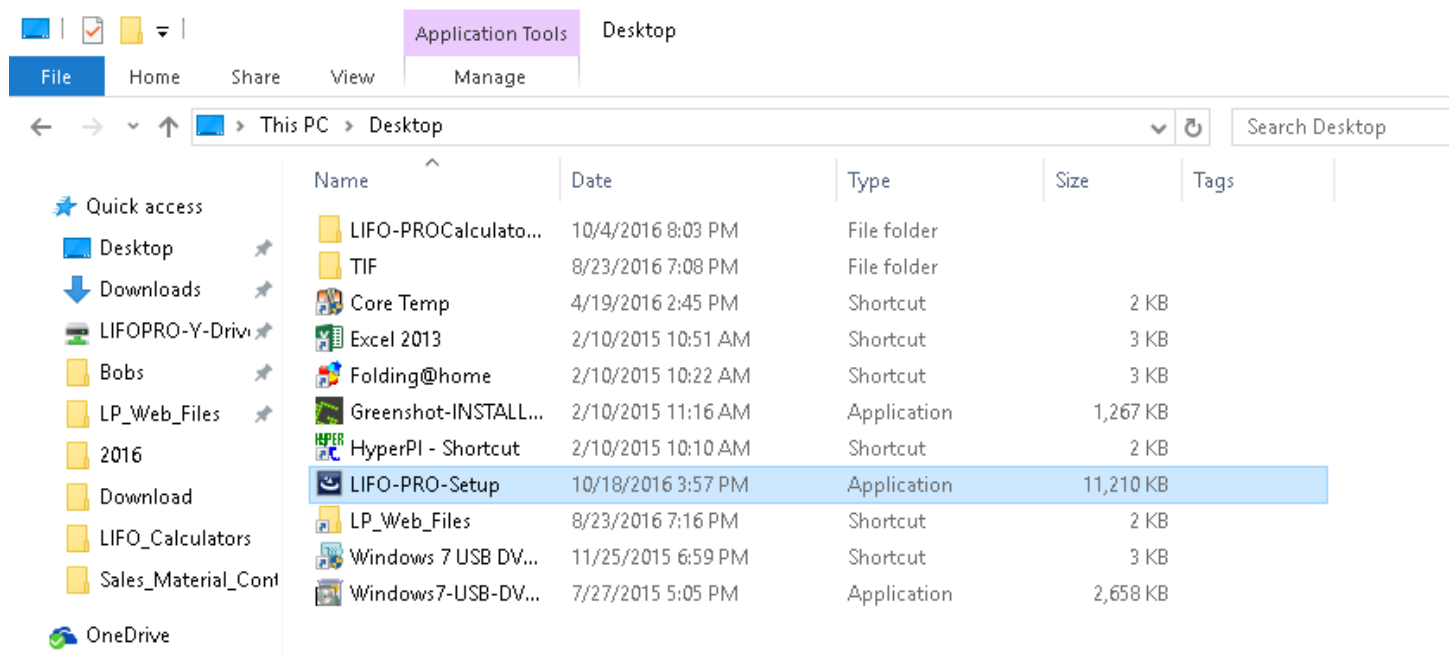 Application Tools Desktop
File Home Share View Manage
This PC Desktop Search Desktop
Name Date Type Size Tags
Quick access
Desktop
Downloads
LIFOPRO-Y-Driv
Bobs
LP_Web_Files
2016
Download
LIFO_Calculators
Sales_Material_Cont
OneDrive
LIFO-PROCalculato... 10/4/2016 8:03 PM File folder
TIF 8/23/2016 7:08 PM File folder
Core Temp 4/19/2016 2:45 PM Shortcut 2 KB
Excel 2013 2/10/2015 10:51 AM Shortcut 3 KB
Folding@home 2/10/2015 10:22 AM Shortcut 3 KB
Greenshot-INSTALL... 2/10/2015 11:16 AM Application 1,267 KB
HyperPI - Shortcut 2/10/2015 10:10 AM Shortcut 2 KB
LIFO-PRO-Setup 10/18/2016 3:57 PM Application 11,210 KB
LP_Web_Files 8/23/2016 7:16 PM Shortcut 2 KB
Windows 7 USB DV... 11/25/2015 6:59 PM Shortcut 3 KB
Windows7-USB-DV... 7/27/2015 5:05 PM Application 2,658 KB